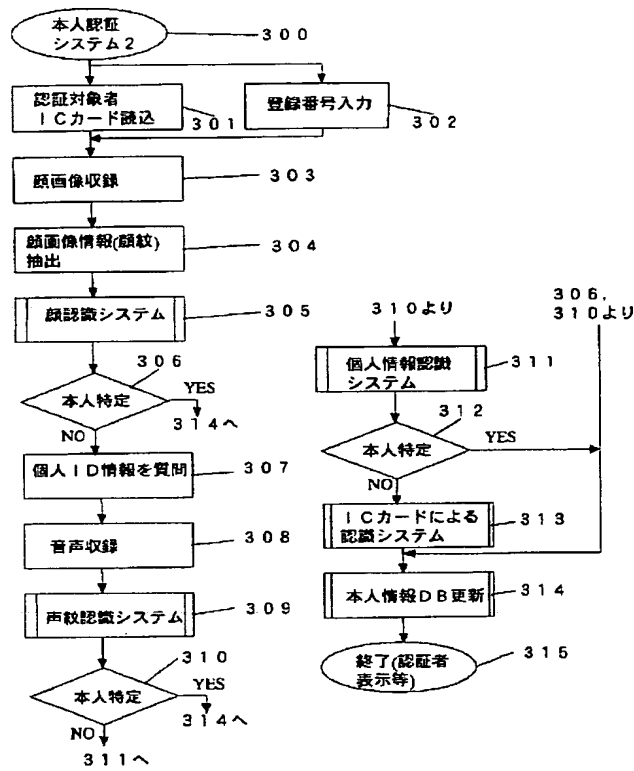 本人認証
システム2
300
認証対象者
ICカード読込
301
登録番号入力
302
顔画像収録
303
顔画像情報(顔紋)
抽出
304
顔認識システム
305
306
本人特定
YES
314へ
NO
個人ID情報を質問
307
音声収録
308
声紋認識システム
309
310
本人特定
YES
314へ
NO
311へ
310より
306,
310より
個人情報認識
システム
311
312
本人特定
YES
NO
ICカードによる
認識システム
313
本人情報DB更新
314
終了(認証者
表示等)
315